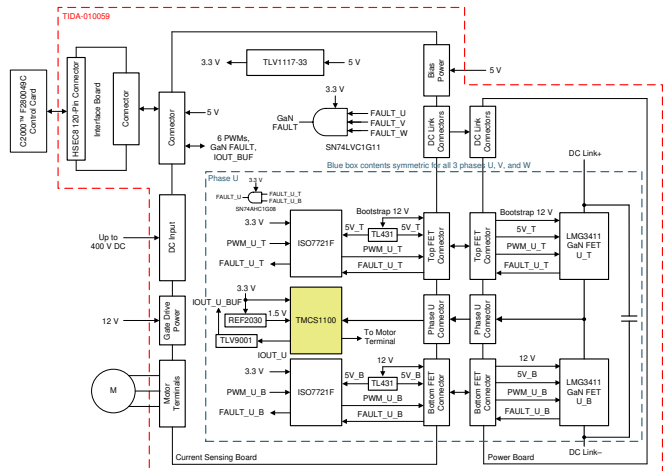 TIDA-010059
C2000™ F280049C
Control Card
HSEC8 120-Pin Connector
Interface Board
Connector
Connector
3.3 V
TLV1117-33
5 V
Bias
Power
5 V
5 V
6 PWMs,
GaN FAULT,
IOUT_BUF
3.3 V
GaN
FAULT
FAULT_U
FAULT_V
FAULT_W
SN74LVC1G11
DC Link
Connectors
DC Link
Connectors
DC Link+
Blue box contents symmetric for all 3 phases U, V, and W
Phase U
3.3 V
FAULT_U
FAULT_U_T
FAULT_U_B
SN74AHC1G08
Up to
400 V DC
DC Input
3.3 V
PWM_U_T
FAULT_U_T
ISO7721F
Bootstrap 12 V
5V_T
TL431
5V_T
PWM_U_T
FAULT_U_T
Top FET
Connector
Top FET
Connector
Bootstrap 12 V
5V_T
PWM_U_T
FAULT_U_T
LMG3411
GaN FET
U_T
12 V
Gate Drive
Power
3.3 V
IOUT_U_BUF
REF2030
1.5 V
TLV9001
IOUT_U
TMCS1100
To Motor
Terminal
Phase U
Connector
Phase U
Connector
M
Motor
Terminals
3.3 V
PWM_U_B
FAULT_U_B
ISO7721F
12 V
5V_B
TL431
5V_B
PWM_U_B
FAULT_U_B
Bottom FET
Connector
Bottom FET
Connector
12 V
5V_B
PWM_U_B
FAULT_U_B
LMG3411
GaN FET
U_B
DC Link–
Current Sensing Board
Power Board